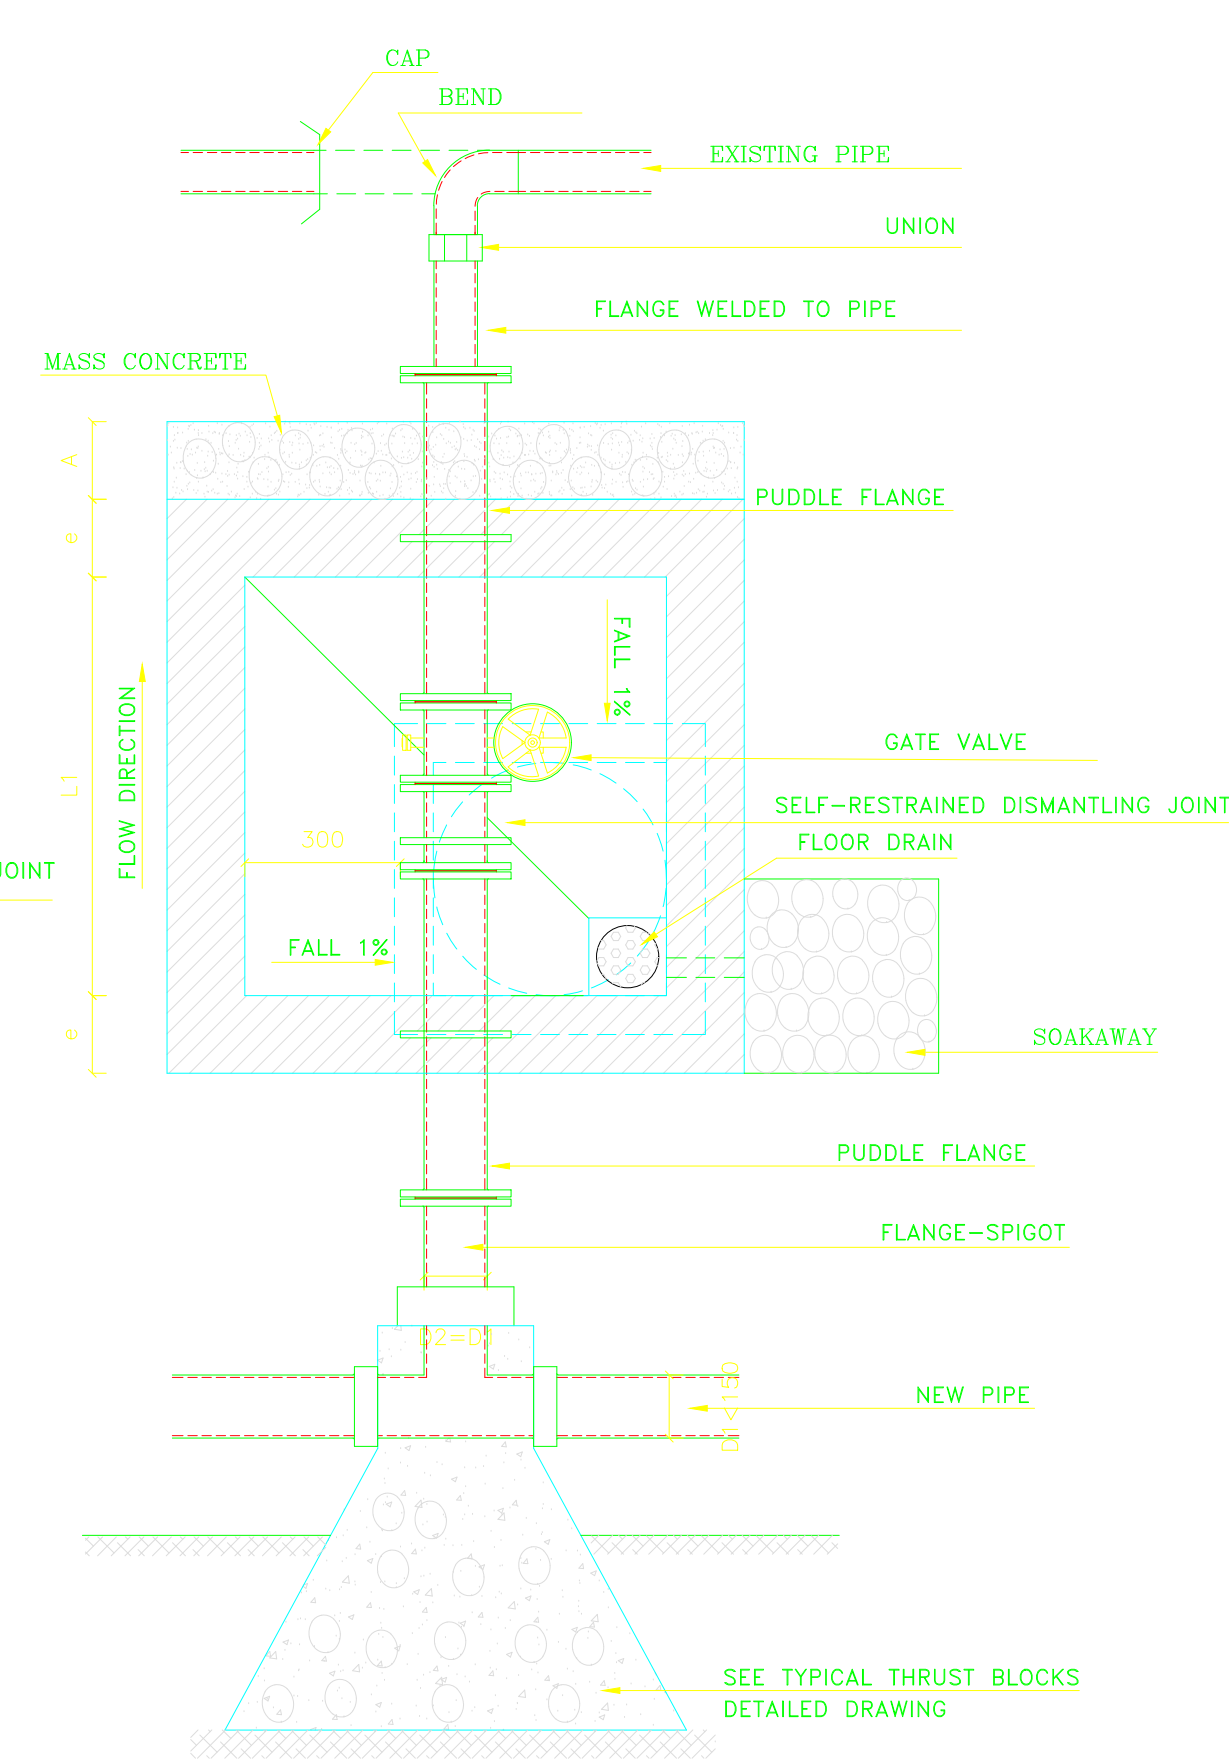 CAP
BEND
EXISTING PIPE
UNION
FLANGE WELDED TO PIPE
MASS CONCRETE
A
PUDDLE FLANGE
e
FALL 1%
FLOW DIRECTION
L1
GATE VALVE
SELF-RESTRAINED DISMANTLING JOINT
300
FLOOR DRAIN
JOINT
FALL 1%
e
SOAKAWAY
PUDDLE FLANGE
FLANGE-SPIGOT
D2=D1
D1<150
NEW PIPE
SEE TYPICAL THRUST BLOCKS
DETAILED DRAWING